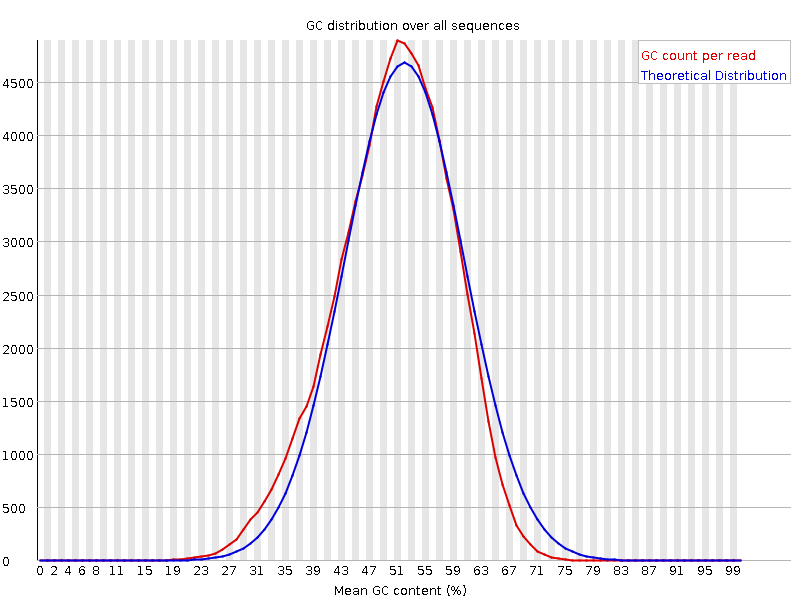 GC distribution over all sequences
GC count per read
Theoretical Distribution
4500
4000
3500
3000
2500
2000
1500
1000
500
0
0 2 4 6 8 11 15 19 23 27 31 35 39 43 47 51 55 59 63 67 71 75 79 83 87 91 95 99
Mean GC content (%)